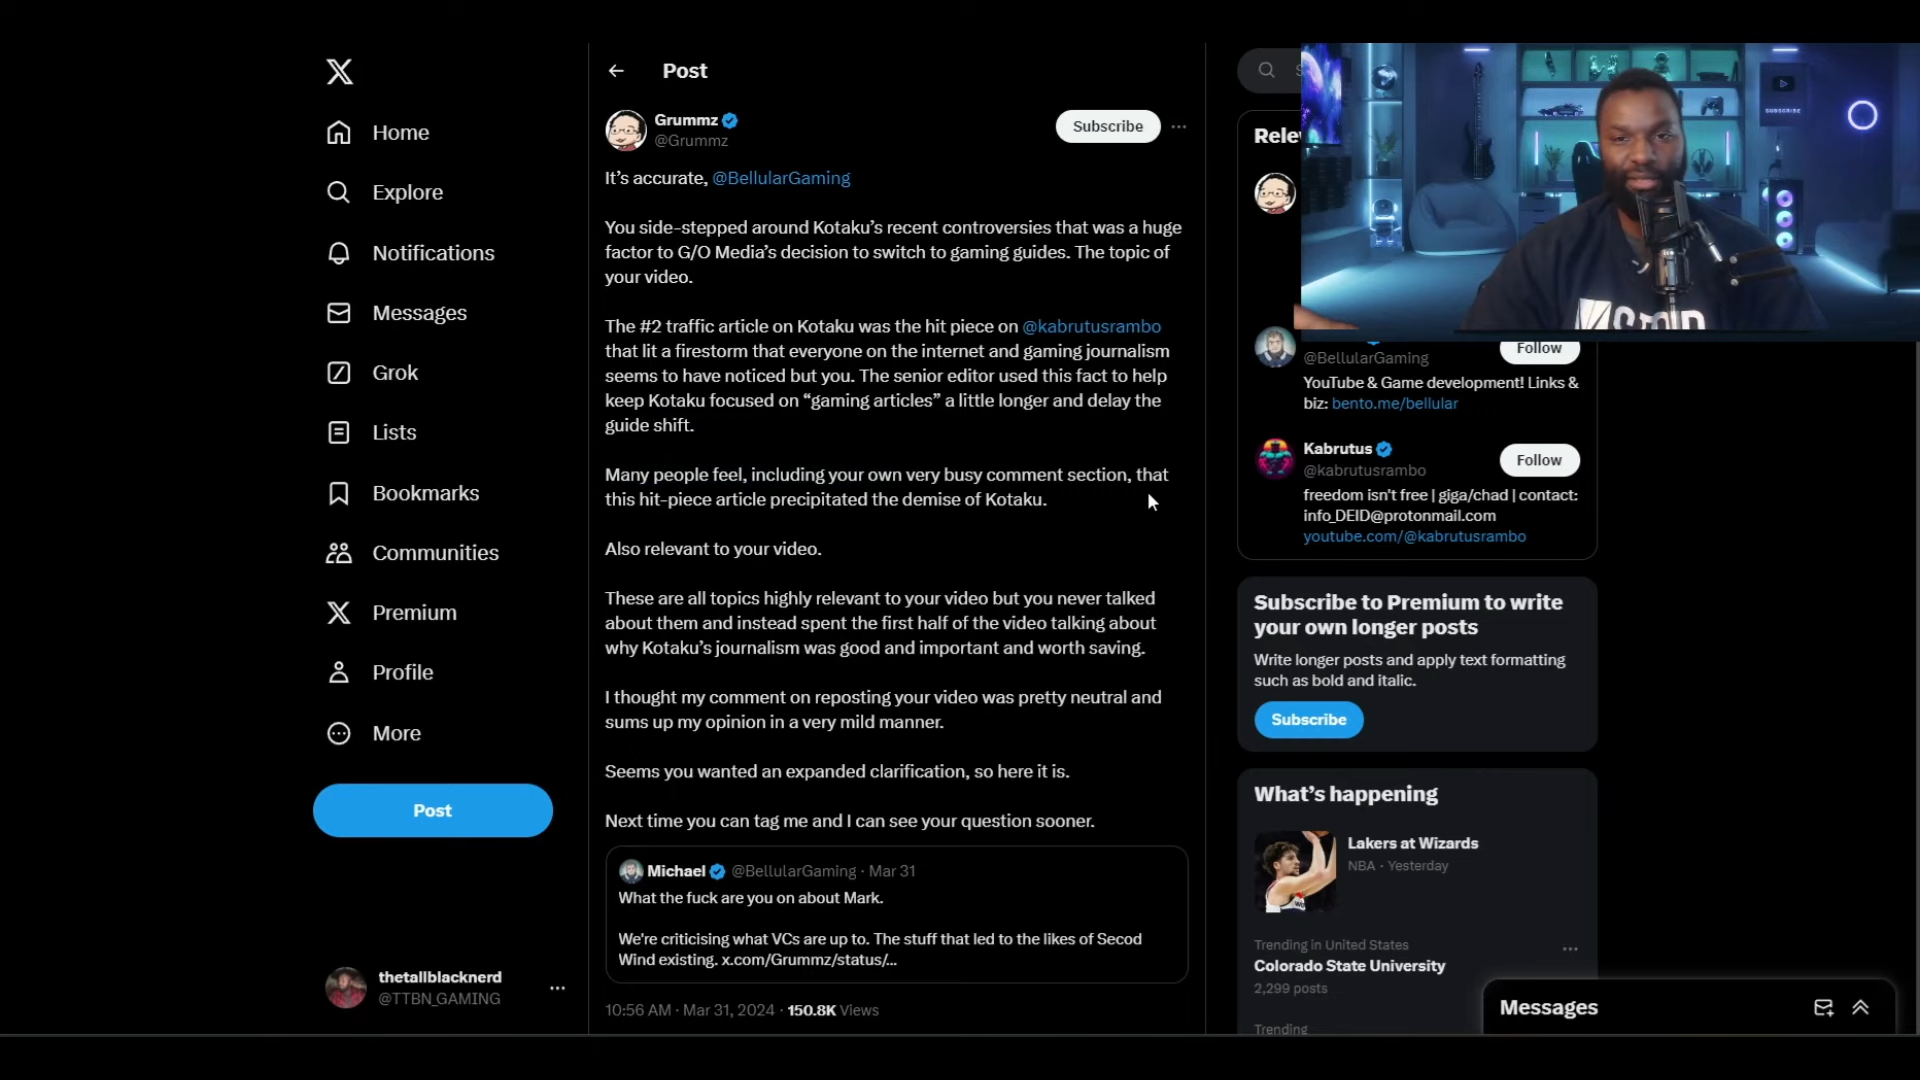 Home
Explore
Notifications
Messages
Grok
Lists
Bookmarks
Communities
Premium
Profile
More
Post
thetallblacknerd
@TTBN_GAMING
Post
Grummz
@Grummz
Subscribe
It’s accurate, @BellularGaming
You side-stepped around Kotaku’s recent controversies that was a huge
factor to G/O Media’s decision to switch to gaming guides. The topic of
your video.
The #2 traffic article on Kotaku was the hit piece on @kabrutusrambo
that lit a firestorm that everyone on the internet and gaming journalism
seems to have noticed but you. The senior editor used this fact to help
keep Kotaku focused on “gaming articles” a little longer and delay the
guide shift.
Many people feel, including your own very busy comment section, that
this hit-piece article precipitated the demise of Kotaku.
Also relevant to your video.
These are all topics highly relevant to your video but you never talked
about them and instead spent the first half of the video talking about
why Kotaku’s journalism was good and important and worth saving.
I thought my comment on reposting your video was pretty neutral and
sums up my opinion in a very mild manner.
Seems you wanted an expanded clarification, so here it is.
Next time you can tag me and I can see your question sooner.
Michael @BellularGaming · Mar 31
What the fuck are you on about Mark.
We're criticising what VCs are up to. The stuff that led to the likes of Secod
Wind existing. x.com/Grummz/status/...
10:56 AM · Mar 31, 2024 · 150.8K Views
Rele
SUBSCRIBE
@BellularGaming
Follow
YouTube & Game development! Links &
biz: bento.me/bellular
Kabrutus
@kabrutusrambo
Follow
freedom isn't free | giga/chad | contact:
info_DEID@protonmail.com
youtube.com/@kabrutusrambo
Subscribe to Premium to write
your own longer posts
Write longer posts and apply text formatting
such as bold and italic.
Subscribe
What’s happening
Lakers at Wizards
NBA · Yesterday
Trending in United States
Colorado State University
2,299 posts
Trending
Messages